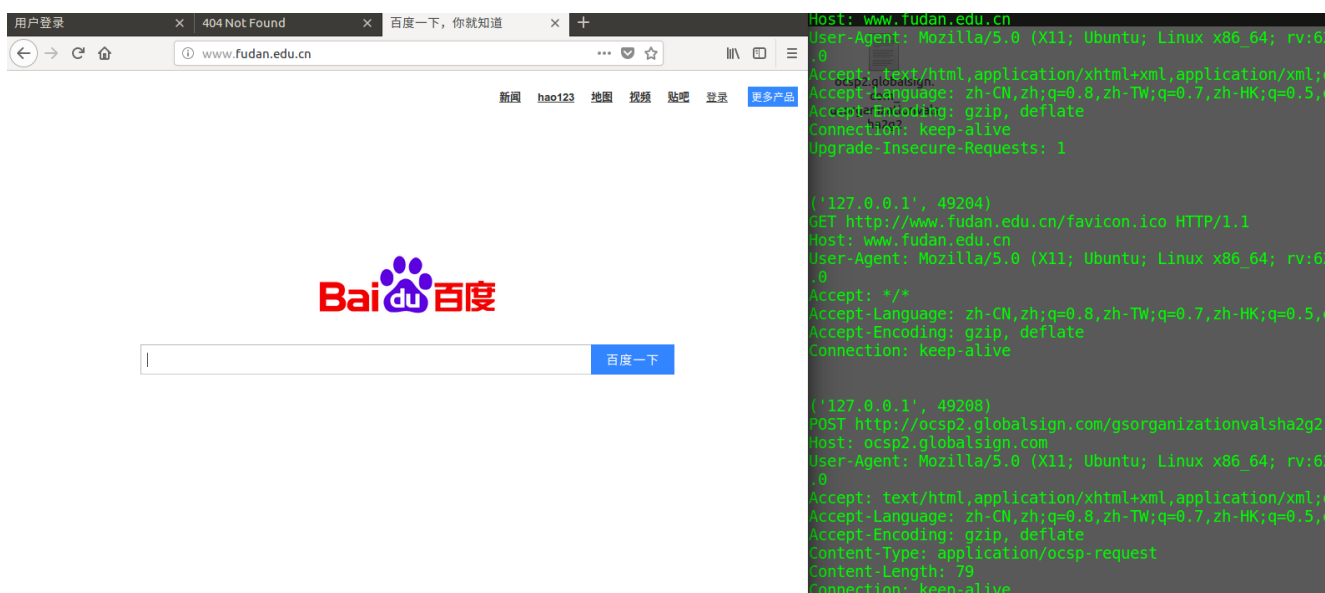 用户登录
404 Not Found
百度一下，你就知道
www.fudan.edu.cn
新闻 hao123 地图 视频 贴吧 登录 更多产品
Baidu百度
百度一下
Host: www.fudan.edu.cn
User-Agent: Mozilla/5.0 (X11; Ubuntu; Linux x86_64; rv:6
.0
Accept: text/html,application/xhtml+xml,application/xml;
Accept-Language: zh-CN,zh;q=0.8,zh-TW;q=0.7,zh-HK;q=0.5,
Accept-Encoding: gzip, deflate
Connection: keep-alive
Upgrade-Insecure-Requests: 1
ocsp2.globalsign.
('127.0.0.1', 49204)
GET http://www.fudan.edu.cn/favicon.ico HTTP/1.1
Host: www.fudan.edu.cn
User-Agent: Mozilla/5.0 (X11; Ubuntu; Linux x86_64; rv:6
.0
Accept: */*
Accept-Language: zh-CN,zh;q=0.8,zh-TW;q=0.7,zh-HK;q=0.5,
Accept-Encoding: gzip, deflate
Connection: keep-alive
('127.0.0.1', 49208)
POST http://ocsp2.globalsign.com/gsorganizationvalsha2g2
Host: ocsp2.globalsign.com
User-Agent: Mozilla/5.0 (X11; Ubuntu; Linux x86_64; rv:6
.0
Accept: text/html,application/xhtml+xml,application/xml;
Accept-Language: zh-CN,zh;q=0.8,zh-TW;q=0.7,zh-HK;q=0.5,
Accept-Encoding: gzip, deflate
Content-Type: application/ocsp-request
Content-Length: 79
Connection: keep-alive